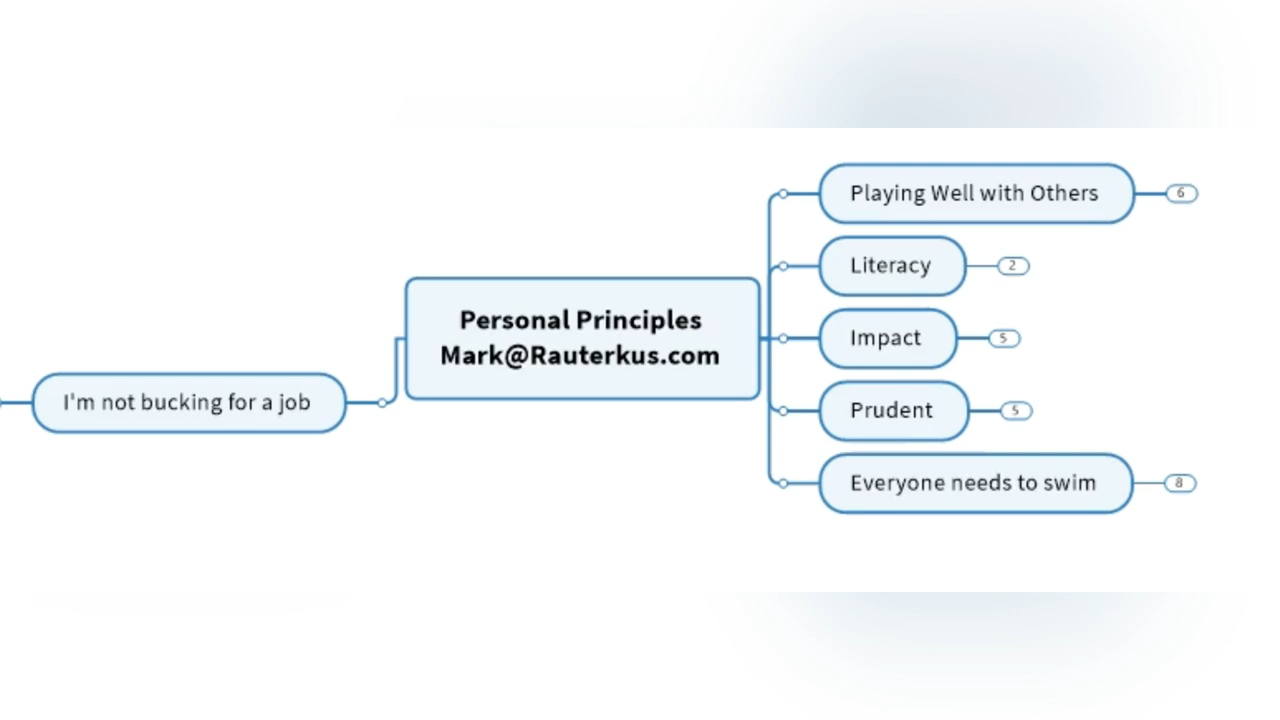 Playing Well with Others 6
Literacy 2
Personal Principles
Mark@Rauterkus.com
Impact 5
I'm not bucking for a job
Prudent 5
Everyone needs to swim 8